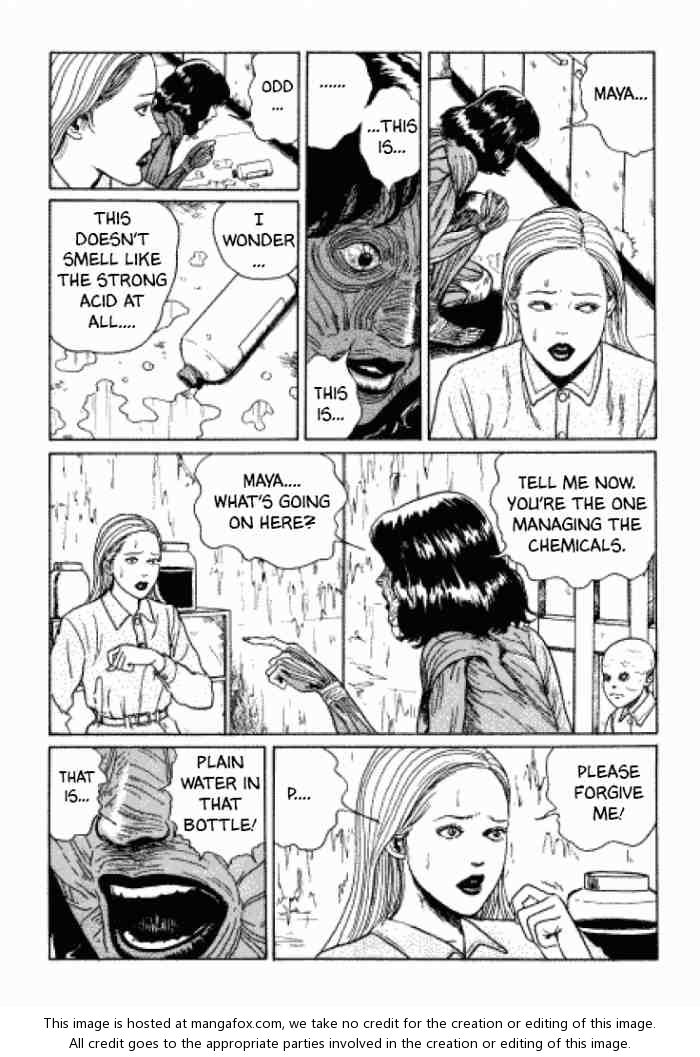 ODD
...
......
...THIS
IS...
THIS
IS...
MAYA...
I
WONDER
...
THIS
DOESN'T
SMELL LIKE
THE STRONG
ACID AT
ALL....
MAYA....
WHAT'S GOING
ON HERE?
TELL ME NOW.
YOU'RE THE ONE
MANAGING THE
CHEMICALS.
THAT
IS...
PLAIN
WATER IN
THAT
BOTTLE!
P....
PLEASE
FORGIVE
ME!
This image is hosted at mangafox.com, we take no credit for the creation or editing of this image.
All credit goes to the appropriate parties involved in the creation or editing of this image.